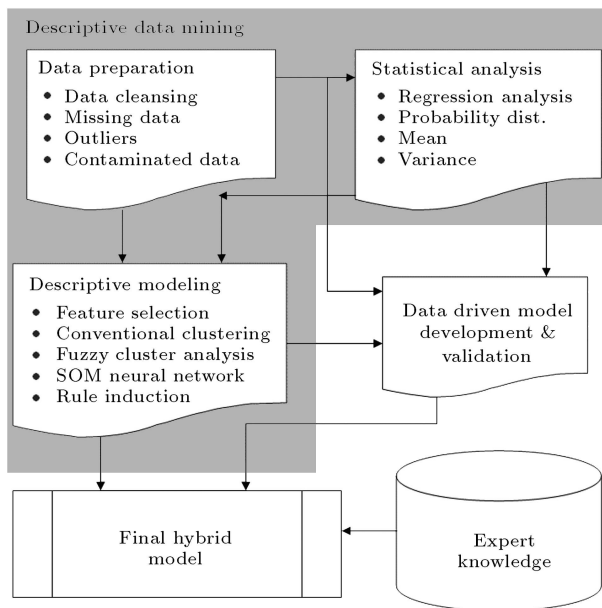 Descriptive data mining
Data preparation
• Data cleansing
• Missing data
• Outliers
• Contaminated data
Statistical analysis
• Regression analysis
• Probability dist.
• Mean
• Variance
Descriptive modeling
• Feature selection
• Conventional clustering
• Fuzzy cluster analysis
• SOM neural network
• Rule induction
Data driven model
development &
validation
Final hybrid
model
Expert
knowledge